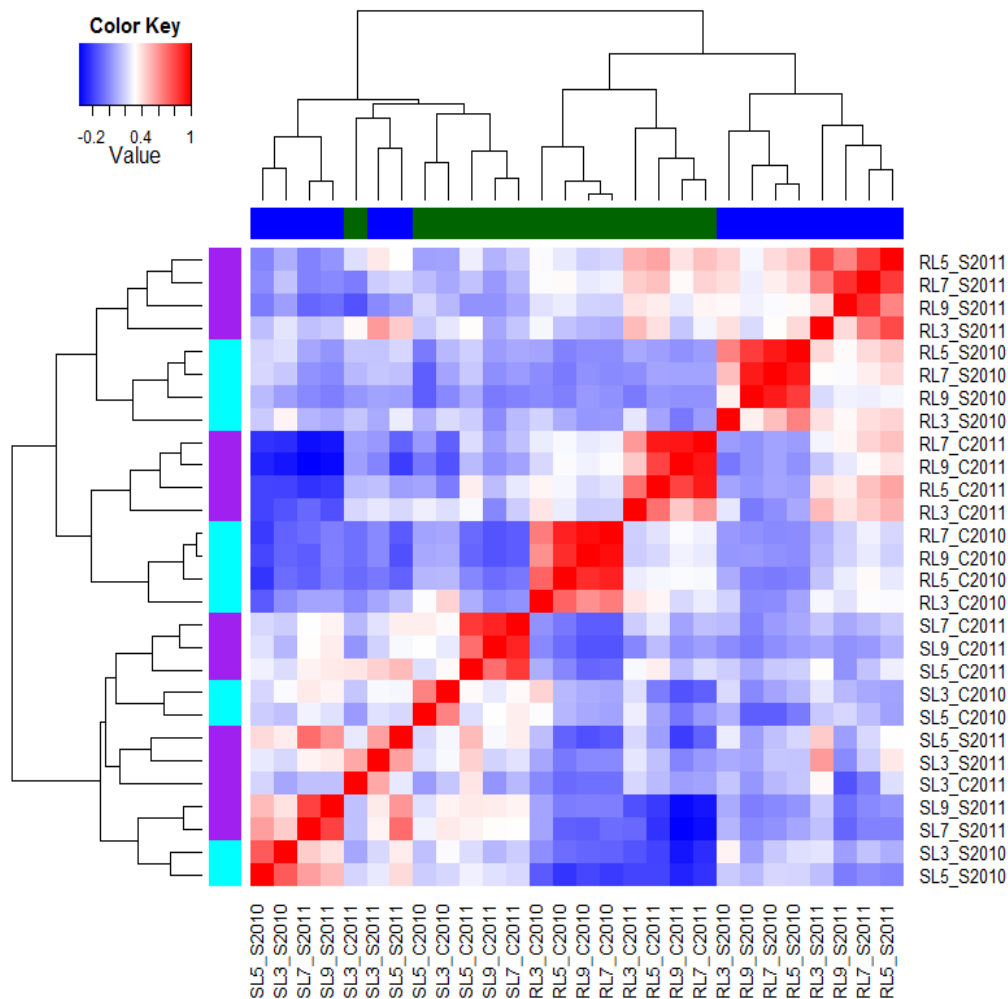 Color Key
-0.2 0.4 1
Value
RL5_S2011
RL7_S2011
RL9_S2011
RL3_S2011
RL5_S2010
RL7_S2010
RL9_S2010
RL3_S2010
RL7_C2011
RL9_C2011
RL5_C2011
RL3_C2011
RL7_C2010
RL9_C2010
RL5_C2010
RL3_C2010
SL7_C2011
SL9_C2011
SL5_C2011
SL3_C2010
SL5_C2010
SL5_S2011
SL3_S2011
SL3_C2011
SL9_S2011
SL7_S2011
SL3_S2010
SL5_S2010
SL5_S2010
SL3_S2010
SL7_S2011
SL9_S2011
SL3_C2011
SL3_S2011
SL5_S2011
SL5_C2010
SL3_C2010
SL5_C2011
SL9_C2011
SL7_C2011
RL3_C2010
RL5_C2010
RL9_C2010
RL7_C2010
RL3_C2011
RL5_C2011
RL9_C2011
RL7_C2011
RL3_S2010
RL9_S2010
RL7_S2010
RL5_S2010
RL3_S2011
RL9_S2011
RL7_S2011
RL5_S2011